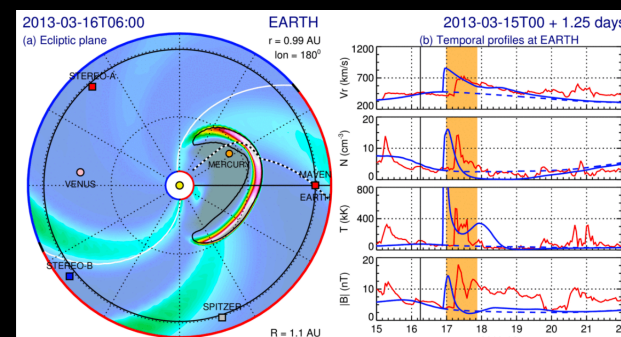 2013-03-16T06:00 EARTH 2013-03-15T00 + 1.25 days
(a) Ecliptic plane r = 0.99 AU
lon = 180⁰
(b) Temporal profiles at EARTH
STEREO-A
MERCURY
VENUS
MAVEN
EARTH
STEREO-B
SPITZER
R = 1.1 AU
Vr (km/s)
1200
700
200
N (cm⁻³)
20
10
0
T (kK)
800
400
0
|B| (nT)
20
10
0
15 16 17 18 19 20 21